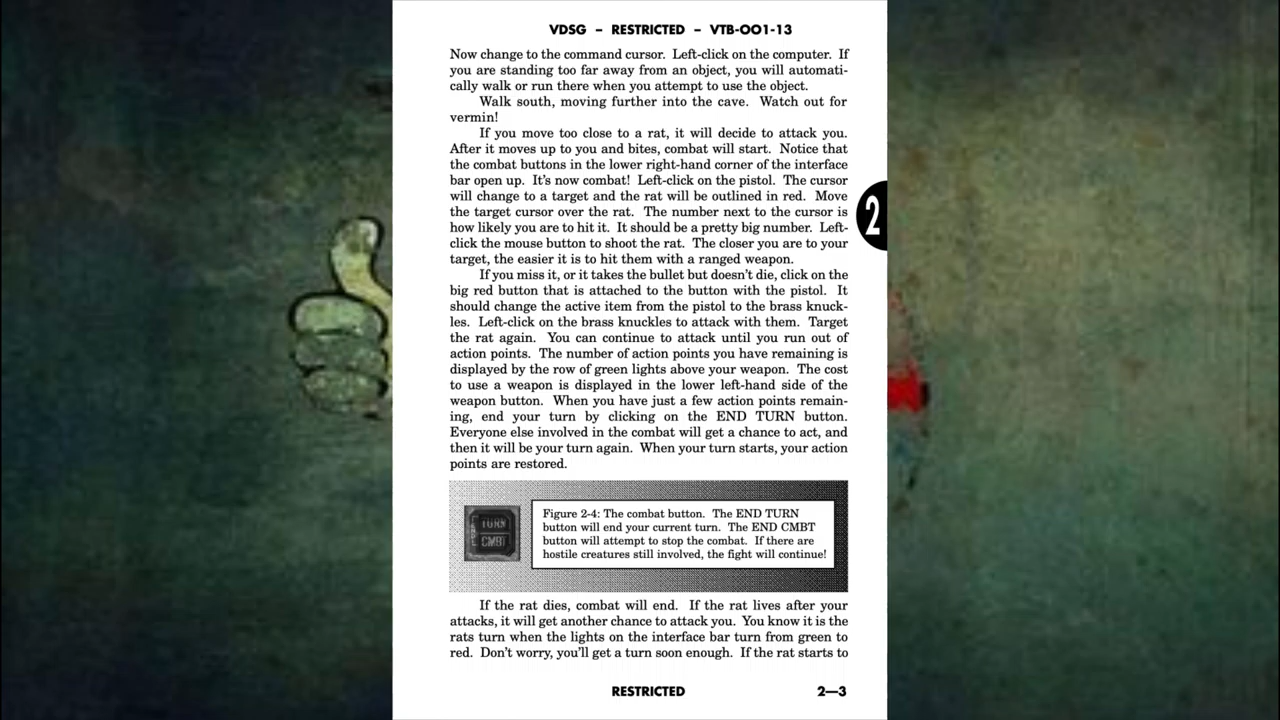 VDSG – RESTRICTED – VTB-001-13
Now change to the command cursor. Left-click on the computer. If
you are standing too far away from an object, you will automati-
cally walk or run there when you attempt to use the object.
Walk south, moving further into the cave. Watch out for
vermin!
If you move too close to a rat, it will decide to attack you.
After it moves up to you and bites, combat will start. Notice that
the combat buttons in the lower right-hand corner of the interface
bar open up. It's now combat! Left-click on the pistol. The cursor
will change to a target and the rat will be outlined in red. Move
the target cursor over the rat. The number next to the cursor is
how likely you are to hit it. It should be a pretty big number. Left-
click the mouse button to shoot the rat. The closer you are to your
target, the easier it is to hit them with a ranged weapon.
If you miss it, or it takes the bullet but doesn't die, click on the
big red button that is attached to the button with the pistol. It
should change the active item from the pistol to the brass knuck-
les. Left-click on the brass knuckles to attack with them. Target
the rat again. You can continue to attack until you run out of
action points. The number of action points you have remaining is
displayed by the row of green lights above your weapon. The cost
to use a weapon is displayed in the lower left-hand side of the
weapon button. When you have just a few action points remain-
ing, end your turn by clicking on the END TURN button.
Everyone else involved in the combat will get a chance to act, and
then it will be your turn again. When your turn starts, your action
points are restored.
TURN
CMBT
Figure 2-4: The combat button. The END TURN
button will end your current turn. The END CMBT
button will attempt to stop the combat. If there are
hostile creatures still involved, the fight will continue!
If the rat dies, combat will end. If the rat lives after your
attacks, it will get another chance to attack you. You know it is the
rats turn when the lights on the interface bar turn from green to
red. Don't worry, you'll get a turn soon enough. If the rat starts to
RESTRICTED
2—3
2